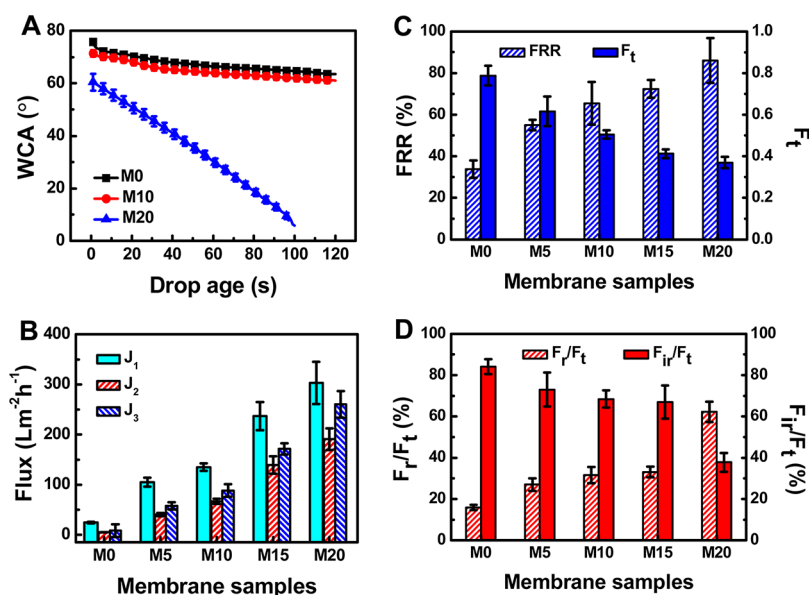 A
WCA (°)
80
60
40
20
0
M0
M10
M20
0 20 40 60 80 100 120
Drop age (s)
C
FRR (%)
100
80
60
40
20
0
FRR Ft
1.0
0.8
0.6
0.4
0.2
0.0
Ft
M0 M5 M10 M15 M20
Membrane samples
B
Flux (Lm-2h-1)
400
300
200
100
0
J1
J2
J3
M0 M5 M10 M15 M20
Membrane samples
D
Fr/Ft (%)
100
80
60
40
20
0
Fr/Ft Fir/Ft
100
80
60
40
20
0
Fir/Ft (%)
M0 M5 M10 M15 M20
Membrane samples